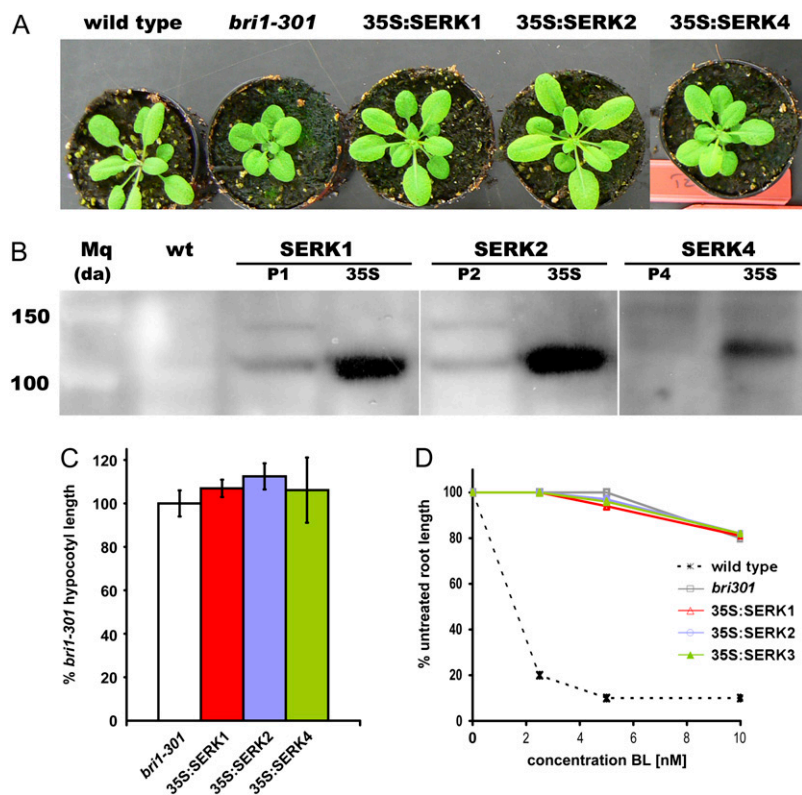 A
wild type bri1-301 35S:SERK1 35S:SERK2 35S:SERK4
B
Mq wt SERK1 SERK2 SERK4
(da) P1 35S P2 35S P4 35S
150
100
C
% bri1-301 hypocotyl length
120
100
80
60
40
20
0
bri1-301 35S:SERK1 35S:SERK2 35S:SERK4
D
% untreated root length
100
80
60
40
20
0
wild type
bri301
35S:SERK1
35S:SERK2
35S:SERK3
0 2 4 6 8 10
concentration BL [nM]